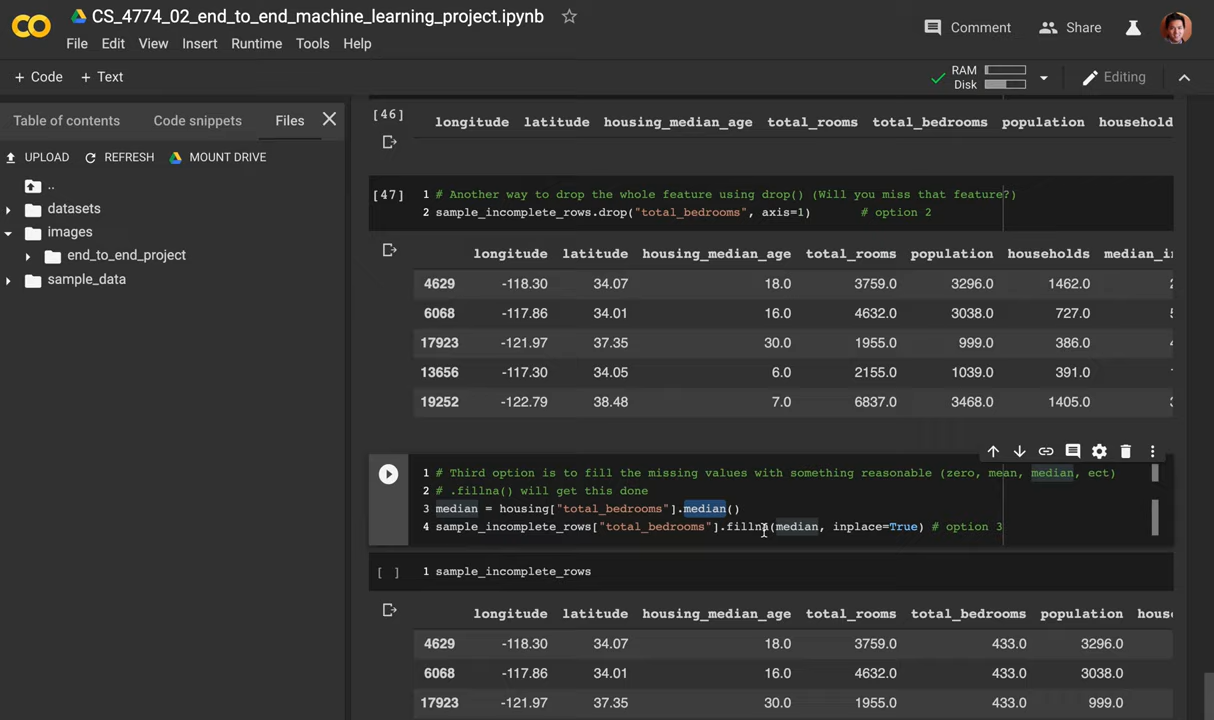 CS_4774_02_end_to_end_machine_learning_project.ipynb
File Edit View Insert Runtime Tools Help
Comment Share
+ Code + Text
RAM
Disk
Editing
Table of contents Code snippets Files
UPLOAD REFRESH MOUNT DRIVE
..
datasets
images
end_to_end_project
sample_data
[46]
longitude latitude housing_median_age total_rooms total_bedrooms population household
[47] 1 # Another way to drop the whole feature using drop() (Will you miss that feature?)
2 sample_incomplete_rows.drop("total_bedrooms", axis=1) # option 2
longitude latitude housing_median_age total_rooms population households median_i
4629 -118.30 34.07 18.0 3759.0 3296.0 1462.0
6068 -117.86 34.01 16.0 4632.0 3038.0 727.0
17923 -121.97 37.35 30.0 1955.0 999.0 386.0
13656 -117.30 34.05 6.0 2155.0 1039.0 391.0
19252 -122.79 38.48 7.0 6837.0 3468.0 1405.0
1 # Third option is to fill the missing values with something reasonable (zero, mean, median, ect)
2 # .fillna() will get this done
3 median = housing["total_bedrooms"].median()
4 sample_incomplete_rows["total_bedrooms"].fillna(median, inplace=True) # option 3
[ ] 1 sample_incomplete_rows
longitude latitude housing_median_age total_rooms total_bedrooms population hous
4629 -118.30 34.07 18.0 3759.0 433.0 3296.0
6068 -117.86 34.01 16.0 4632.0 433.0 3038.0
17923 -121.97 37.35 30.0 1955.0 433.0 999.0